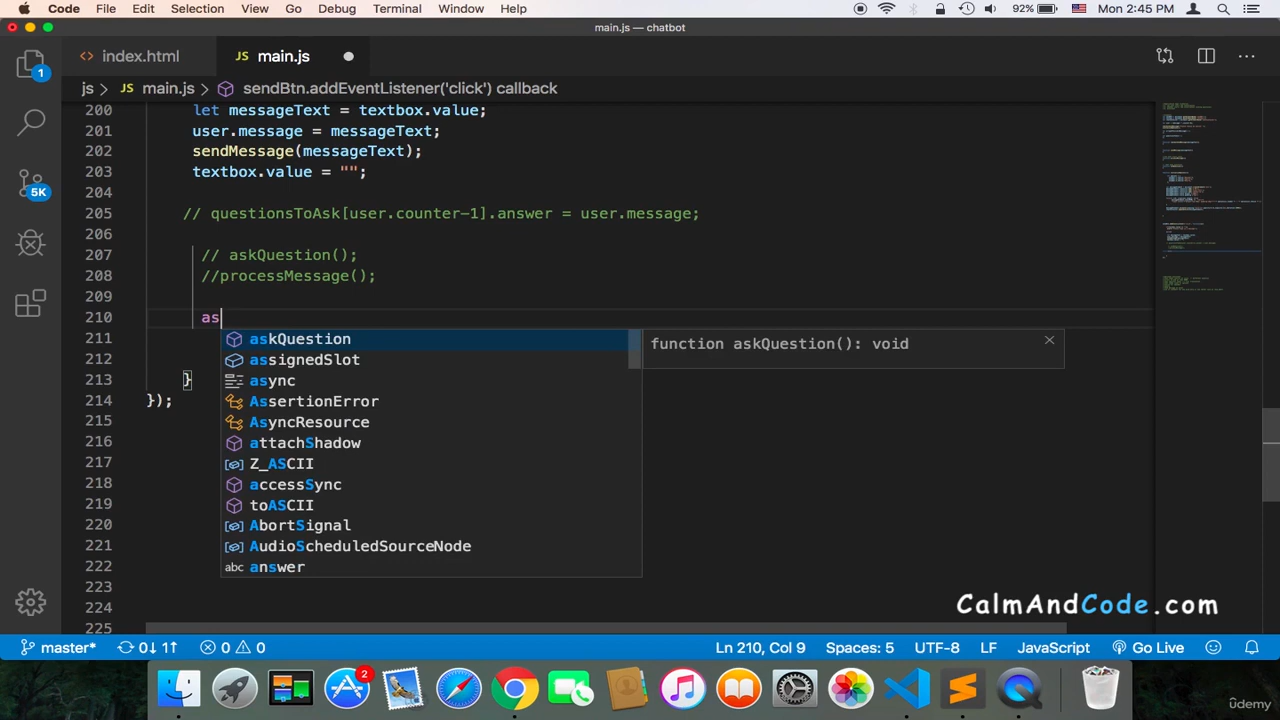 Code File Edit Selection View Go Debug Terminal Window Help 92% Mon 2:45 PM
main.js — chatbot
index.html JS main.js
js > JS main.js > sendBtn.addEventListener('click') callback
1
5K
200 let messageText = textbox.value;
201 user.message = messageText;
202 sendMessage(messageText);
203 textbox.value = "";
204
205 // questionsToAsk[user.counter-1].answer = user.message;
206
207 // askQuestion();
208 //processMessage();
209
210 as
211 askQuestion function askQuestion(): void
212 assignedSlot
213 } async
214 }); AssertionError
215 AsyncResource
216 attachShadow
217 Z_ASCII
218 accessSync
219 toASCII
220 AbortSignal
221 AudioScheduledSourceNode
222 abc answer
223
224
225
CalmAndCode.com
master* 0↓ 1↑ 0 0 Ln 210, Col 9 Spaces: 5 UTF-8 LF JavaScript Go Live
2
ûdemy